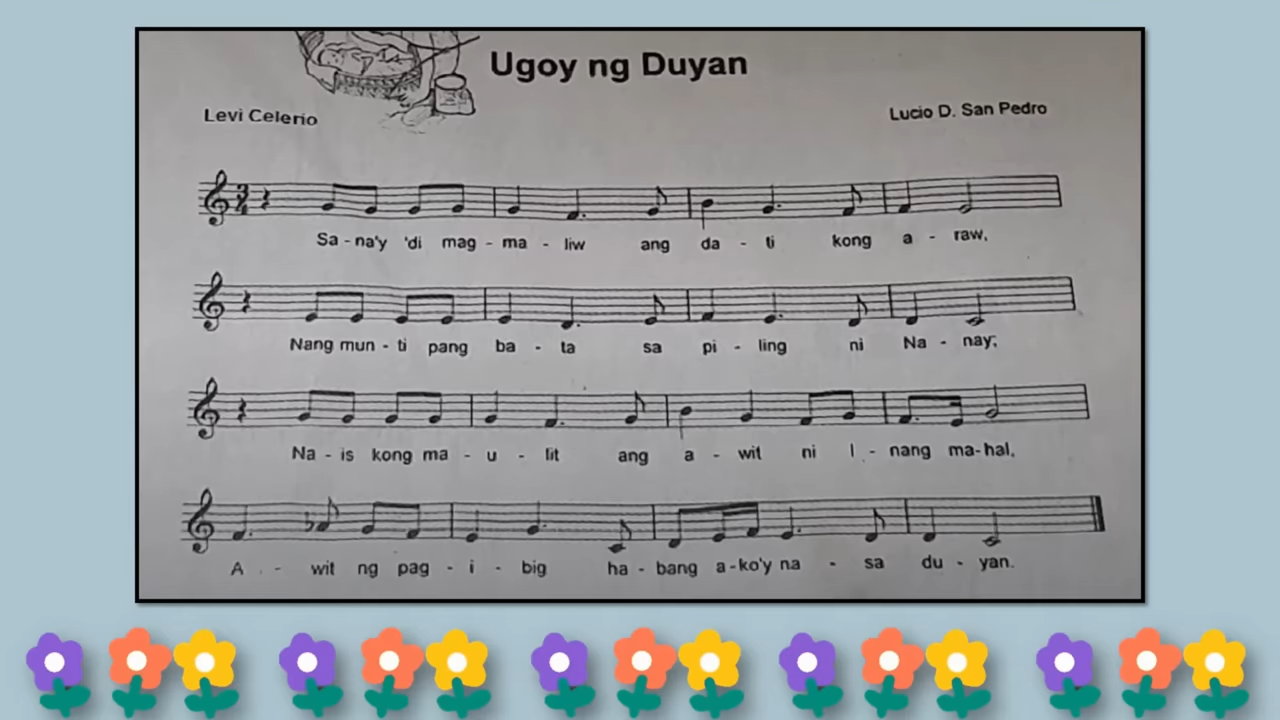 Ugoy ng Duyan
Levi Celerio
Lucio D. San Pedro
3
4
Sa - na'y 'di mag - ma - liw ang da - ti kong a - raw,
Nang mun - ti pang ba - ta sa pi - ling ni Na - nay;
Na - is kong ma - u - lit ang a - wit ni I - nang ma - hal,
A - wit ng pag - i - big ha - bang a - ko'y na - sa du - yan.